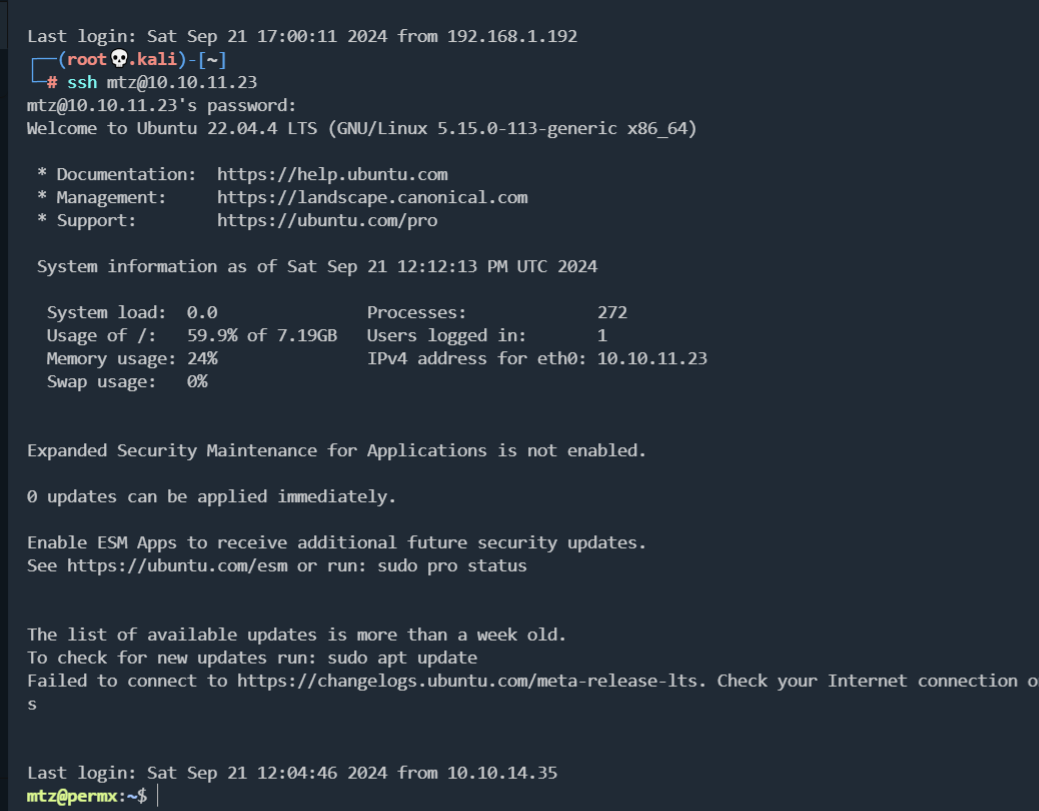 Last login: Sat Sep 21 17:00:11 2024 from 192.168.1.192
┌──(root💀.kali)-[~]
└─# ssh mtz@10.10.11.23
mtz@10.10.11.23's password:
Welcome to Ubuntu 22.04.4 LTS (GNU/Linux 5.15.0-113-generic x86_64)
* Documentation:  https://help.ubuntu.com
* Management:     https://landscape.canonical.com
* Support:        https://ubuntu.com/pro
System information as of Sat Sep 21 12:12:13 PM UTC 2024
System load:  0.0               Processes:             272
Usage of /:   59.9% of 7.19GB   Users logged in:       1
Memory usage: 24%               IPv4 address for eth0: 10.10.11.23
Swap usage:   0%
Expanded Security Maintenance for Applications is not enabled.
0 updates can be applied immediately.
Enable ESM Apps to receive additional future security updates.
See https://ubuntu.com/esm or run: sudo pro status
The list of available updates is more than a week old.
To check for new updates run: sudo apt update
Failed to connect to https://changelogs.ubuntu.com/meta-release-lts. Check your Internet connection o
s
Last login: Sat Sep 21 12:04:46 2024 from 10.10.14.35
mtz@permx:~$